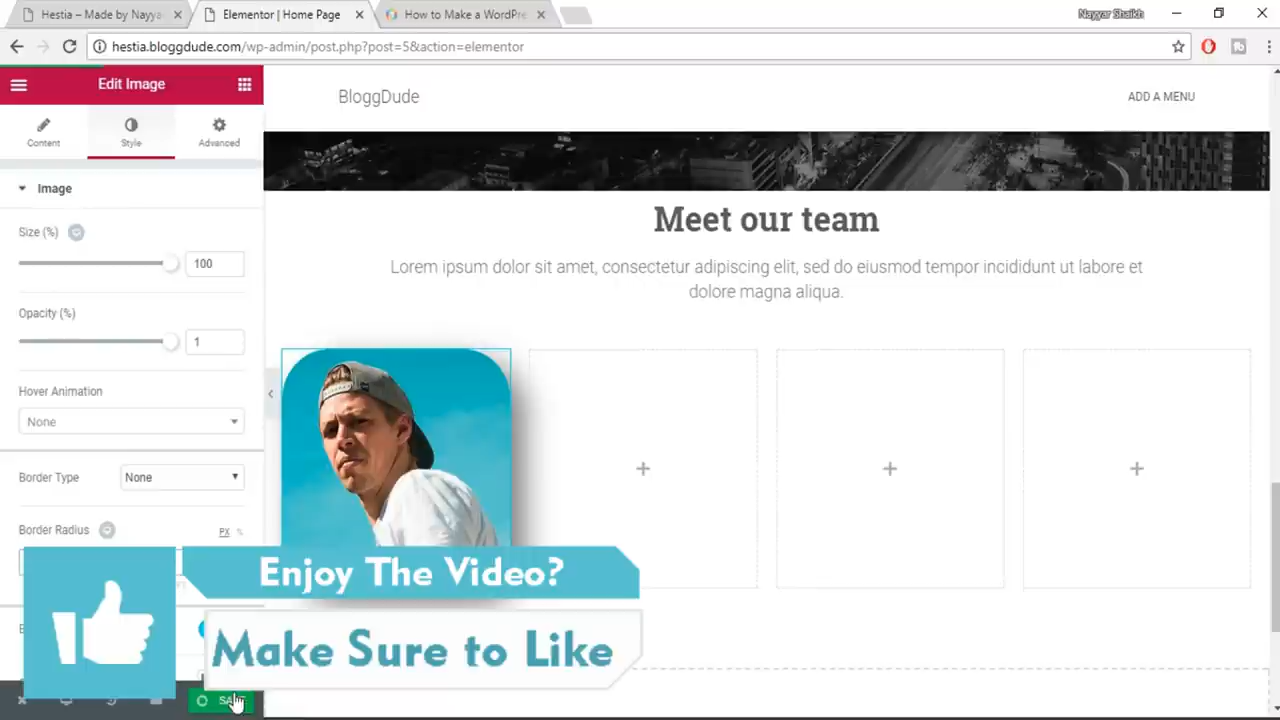 Hestia – Made by Nayya
Elementor | Home Page
How to Make a WordPre
Nayyar Shaikh
hestia.bloggdude.com/wp-admin/post.php?post=5&action=elementor
Edit Image
Content
Style
Advanced
Image
Size (%)
100
Opacity (%)
1
Hover Animation
None
Border Type
None
Border Radius
PX %
BloggDude
ADD A MENU
Meet our team
Lorem ipsum dolor sit amet, consectetur adipiscing elit, sed do eiusmod tempor incididunt ut labore et
dolore magna aliqua.
Enjoy The Video?
Make Sure to Like